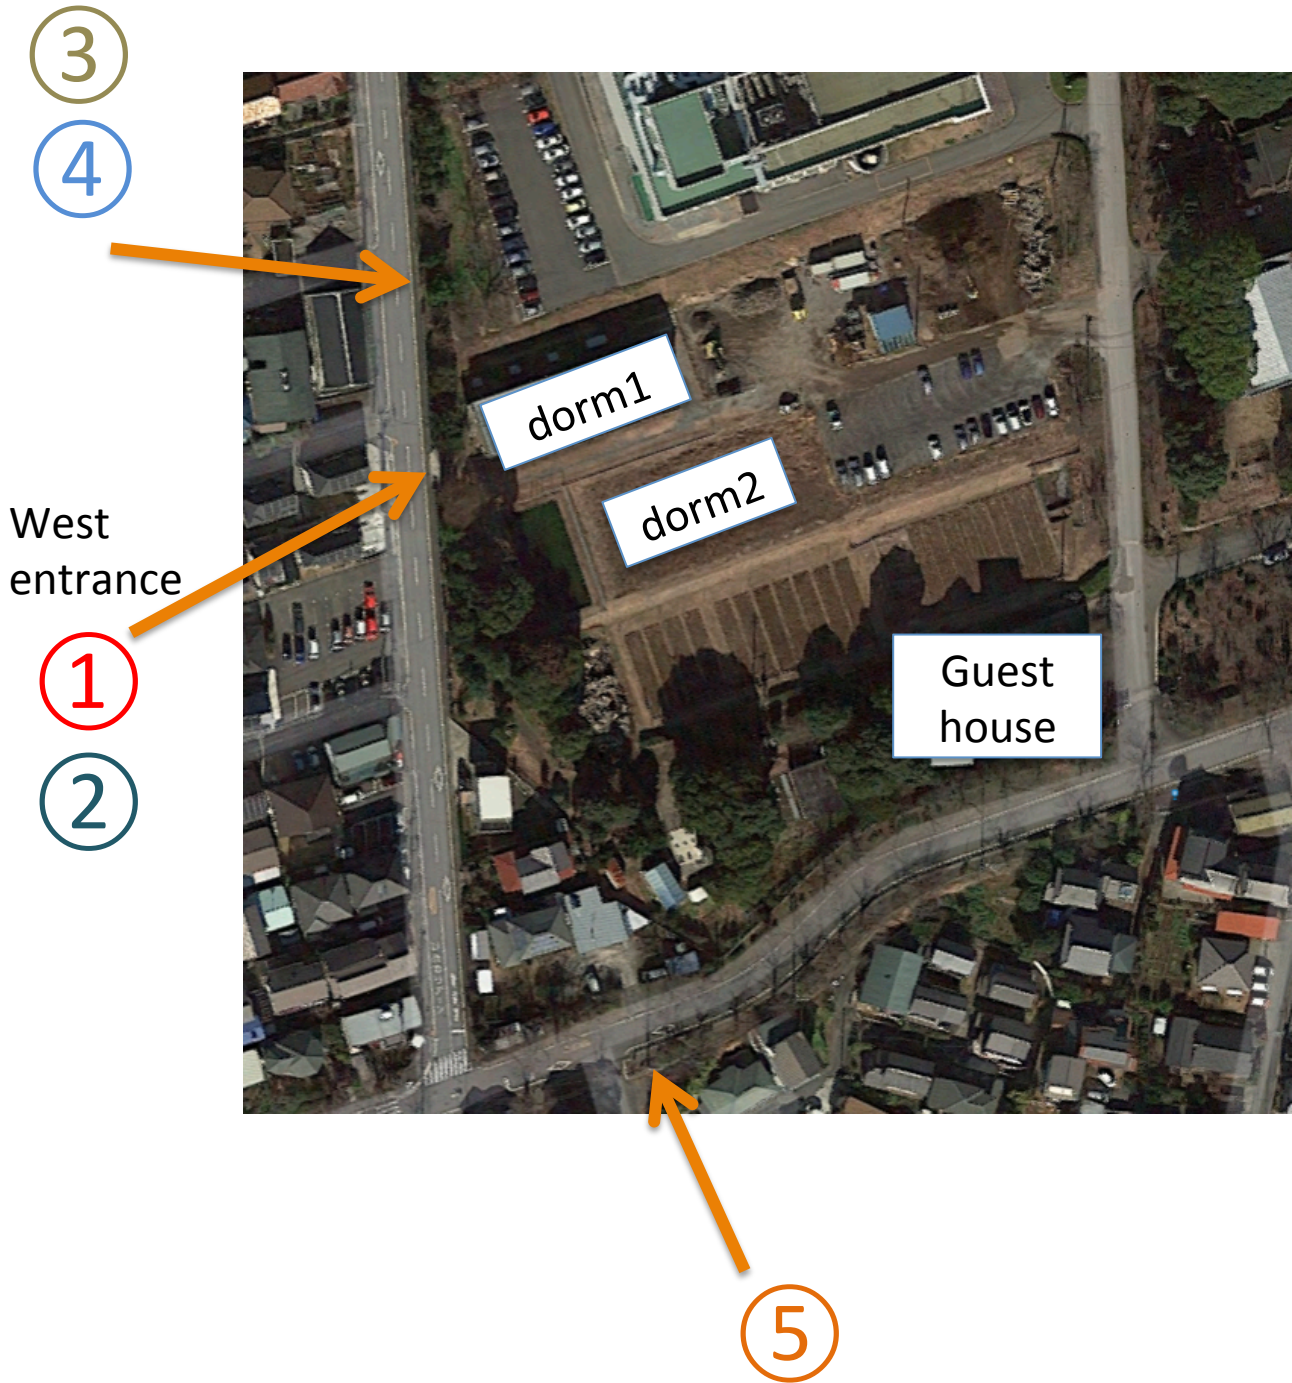 ③
④
dorm1
dorm2
West
entrance
①
②
Guest
house
⑤